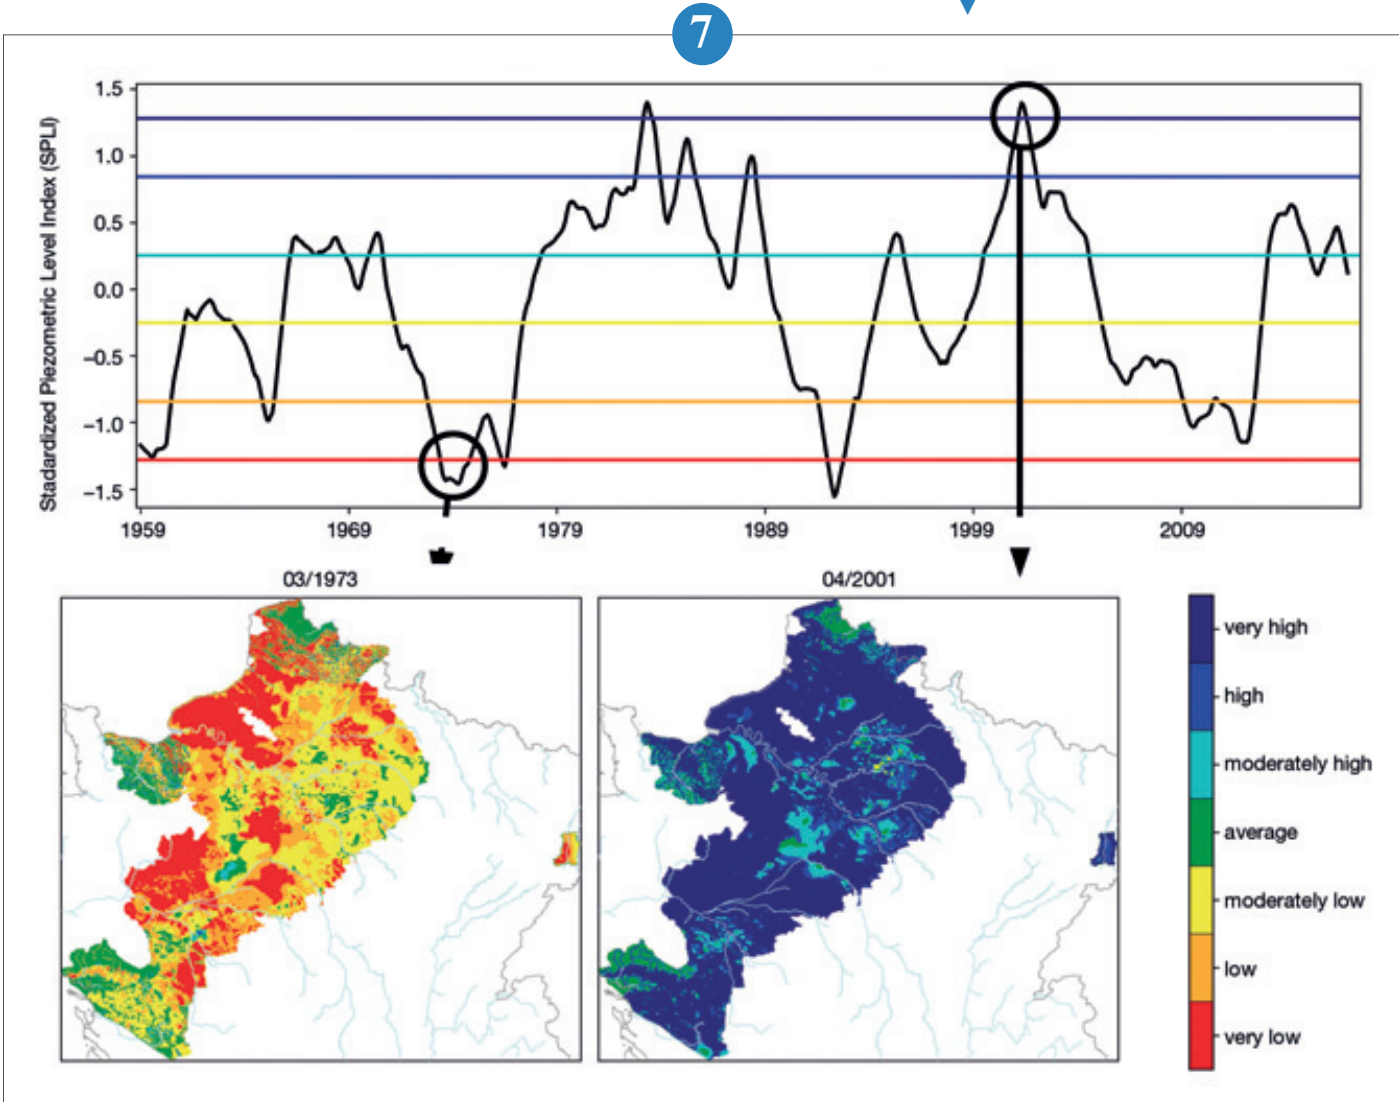 7
Stadardized Piezometric Level Index (SPLI)
1.5
1.0
0.5
0.0
−0.5
−1.0
−1.5
1959 1969 1979 1989 1999 2009
03/1973 04/2001
very high
high
moderately high
average
moderately low
low
very low